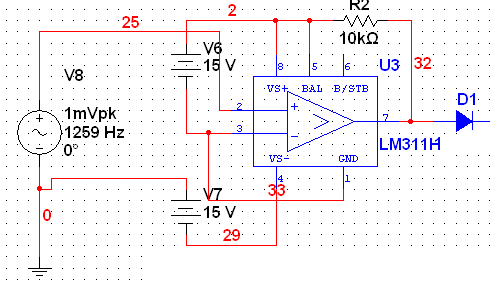 R2
2
25
10kΩ
V6
15 V
8
5
6
U3
32
V8
VS+
BAL
B/STB
D1
1mVpk
1259 Hz
0°
2
+
3
−
7
LM311H
VS-
GND
4
1
V7
33
15 V
0
29